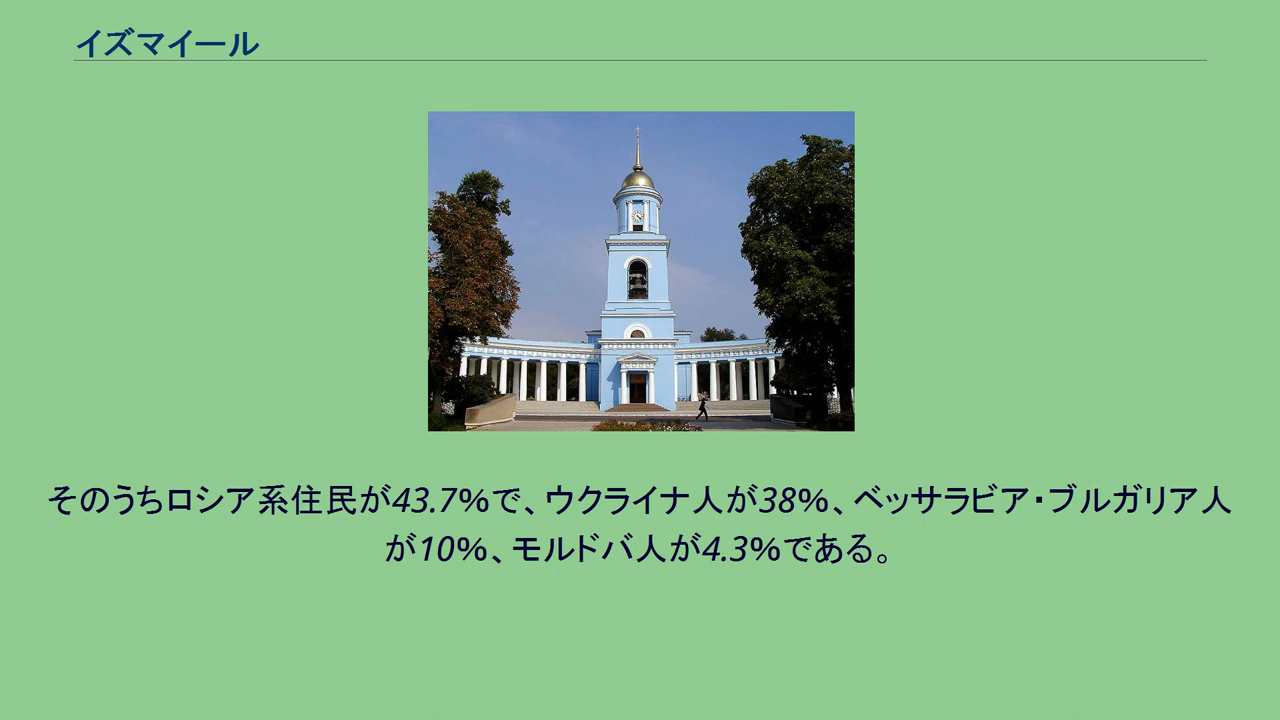 イズマイール
そのうちロシア系住民が43.7%で、ウクライナ人が38%、ベッサラビア・ブルガリア人
が10%、モルドバ人が4.3%である。